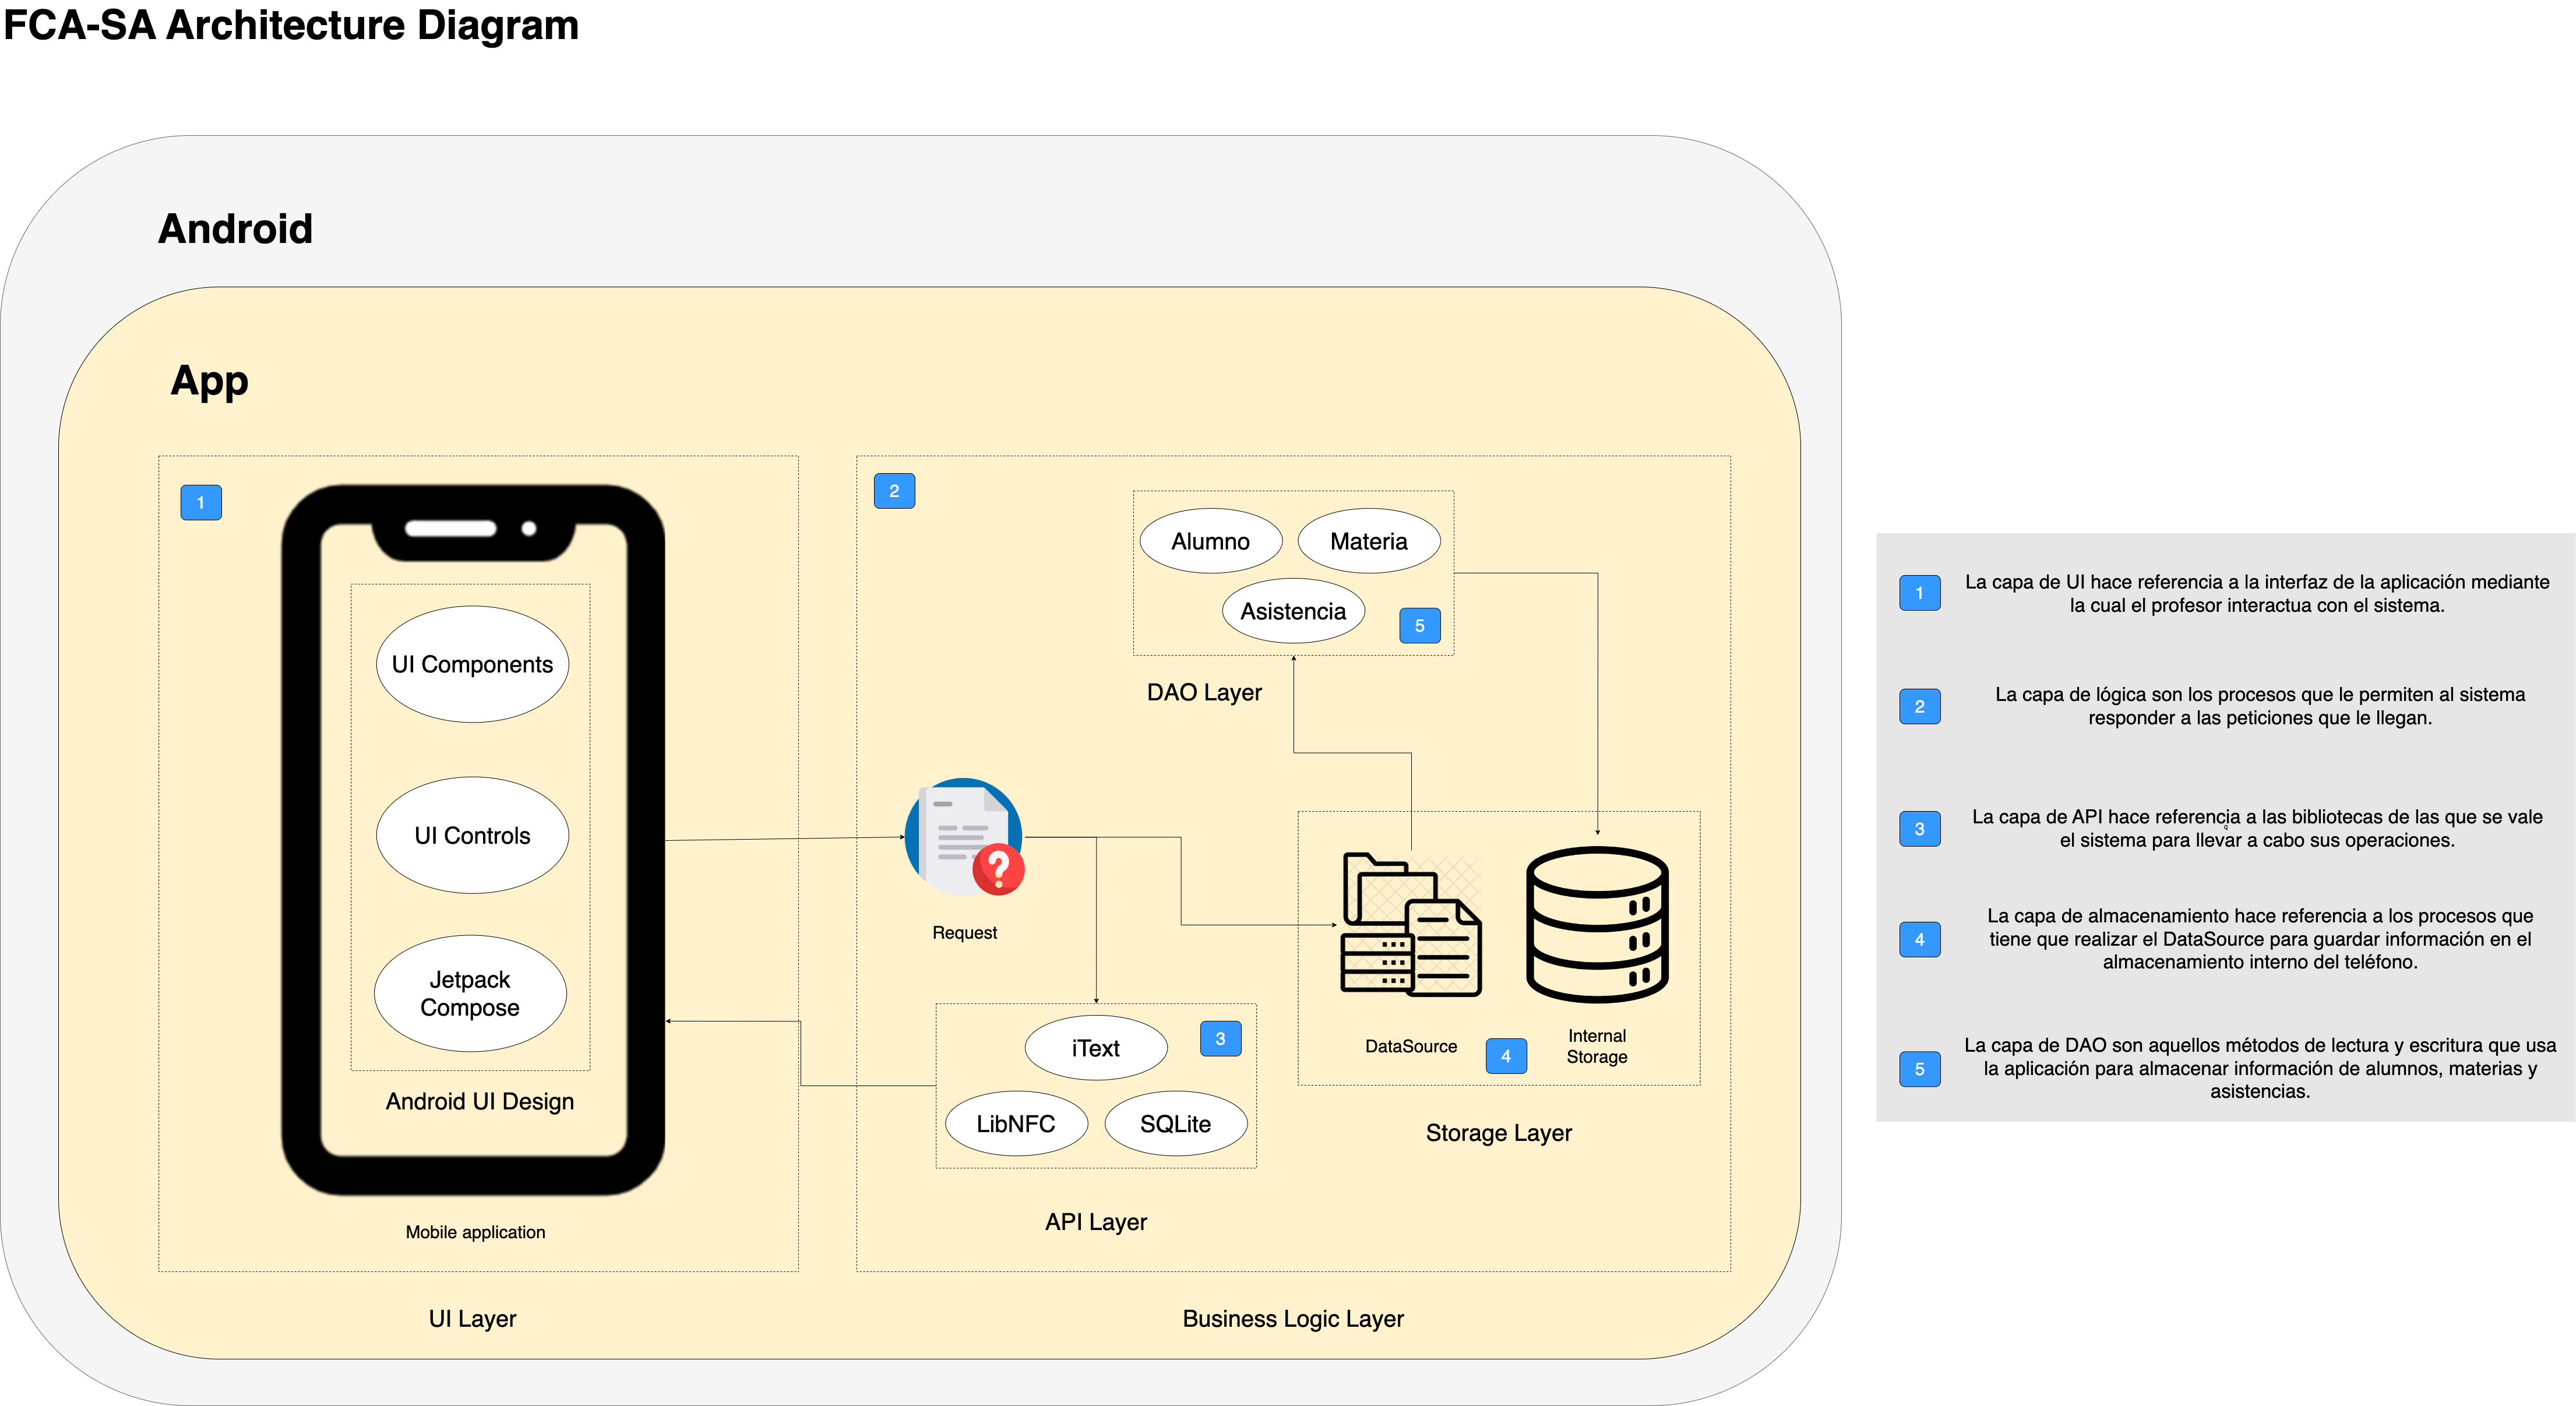 FCA-SA Architecture Diagram
Android
App
1
UI Components
UI Controls
Jetpack
Compose
Android UI Design
Mobile application
UI Layer
2
Alumno
Materia
Asistencia
5
DAO Layer
Request
iText
3
LibNFC
SQLite
API Layer
DataSource
4
Internal
Storage
Storage Layer
Business Logic Layer
1
La capa de UI hace referencia a la interfaz de la aplicación mediante
la cual el profesor interactua con el sistema.
2
La capa de lógica son los procesos que le permiten al sistema
responder a las peticiones que le llegan.
3
La capa de API hace referencia a las bibliotecas de las que se vale
q
el sistema para llevar a cabo sus operaciones.
4
La capa de almacenamiento hace referencia a los procesos que
tiene que realizar el DataSource para guardar información en el
almacenamiento interno del teléfono.
5
La capa de DAO son aquellos métodos de lectura y escritura que usa
la aplicación para almacenar información de alumnos, materias y
asistencias.